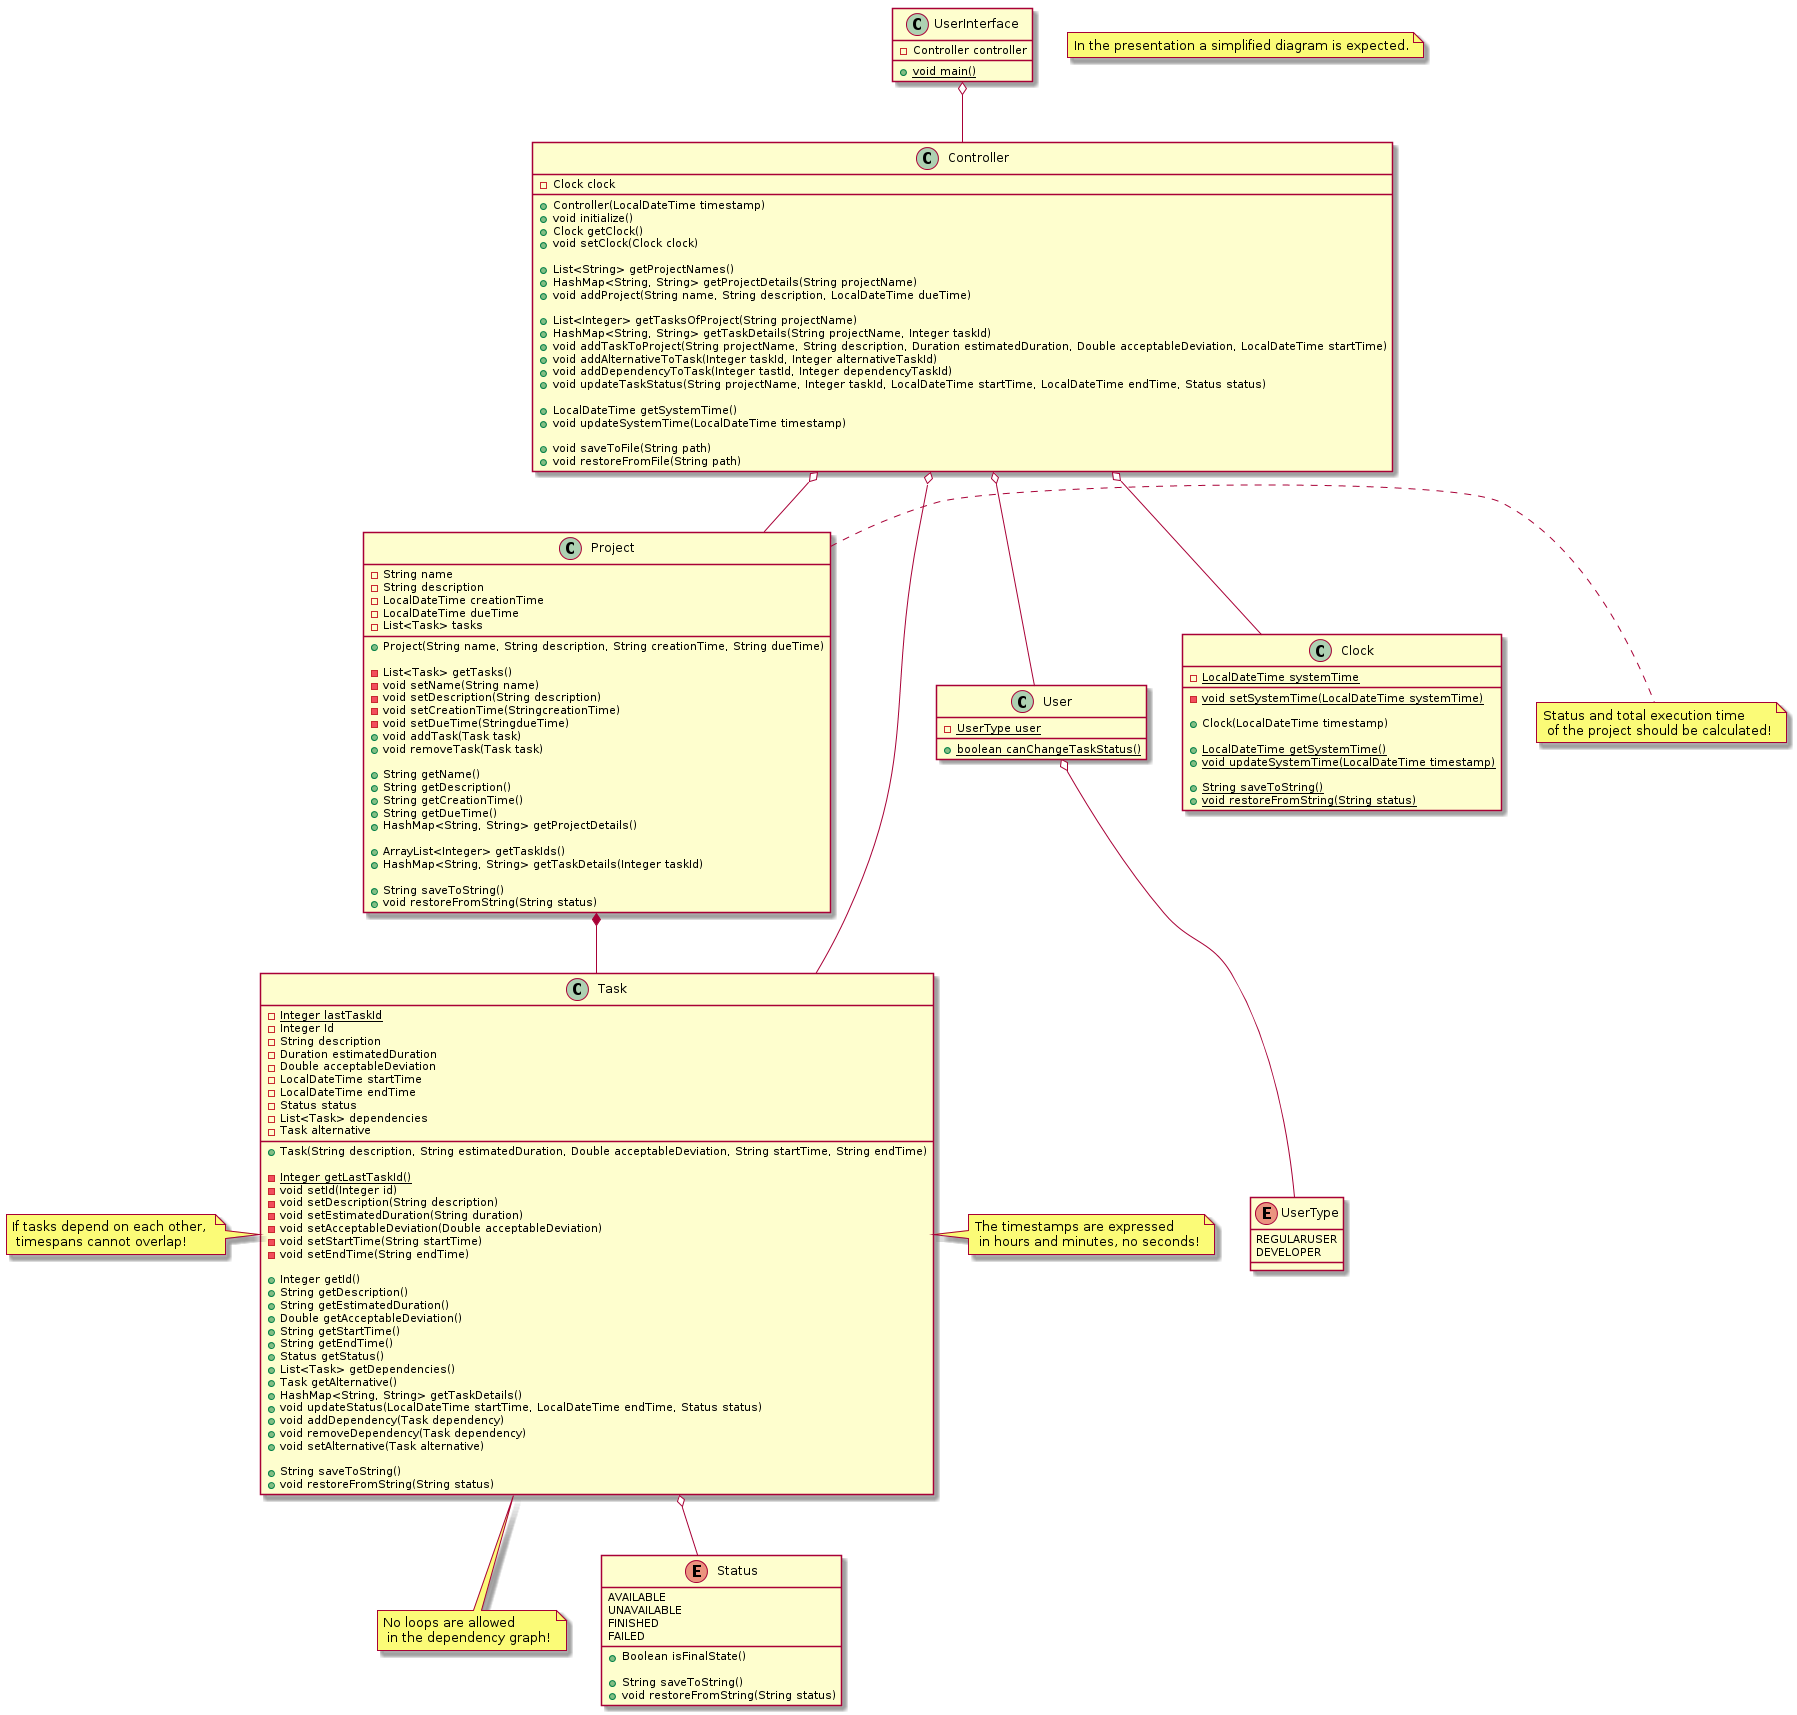 C UserInterface
Controller controller
void main()
In the presentation a simplified diagram is expected.
C Controller
Clock clock
Controller(LocalDateTime timestamp)
void initialize()
Clock getClock()
void setClock(Clock clock)
List<String> getProjectNames()
HashMap<String, String> getProjectDetails(String projectName)
void addProject(String name, String description, LocalDateTime dueTime)
List<Integer> getTasksOfProject(String projectName)
HashMap<String, String> getTaskDetails(String projectName, Integer taskId)
void addTaskToProject(String projectName, String description, Duration estimatedDuration, Double acceptableDeviation, LocalDateTime startTime)
void addAlternativeToTask(Integer taskId, Integer alternativeTaskId)
void addDependencyToTask(Integer tastId, Integer dependencyTaskId)
void updateTaskStatus(String projectName, Integer taskId, LocalDateTime startTime, LocalDateTime endTime, Status status)
LocalDateTime getSystemTime()
void updateSystemTime(LocalDateTime timestamp)
void saveToFile(String path)
void restoreFromFile(String path)
C Project
String name
String description
LocalDateTime creationTime
LocalDateTime dueTime
List<Task> tasks
Project(String name, String description, String creationTime, String dueTime)
List<Task> getTasks()
void setName(String name)
void setDescription(String description)
void setCreationTime(StringcreationTime)
void setDueTime(StringdueTime)
void addTask(Task task)
void removeTask(Task task)
String getName()
String getDescription()
String getCreationTime()
String getDueTime()
HashMap<String, String> getProjectDetails()
ArrayList<Integer> getTaskIds()
HashMap<String, String> getTaskDetails(Integer taskId)
String saveToString()
void restoreFromString(String status)
C User
UserType user
boolean canChangeTaskStatus()
C Clock
LocalDateTime systemTime
void setSystemTime(LocalDateTime systemTime)
Clock(LocalDateTime timestamp)
LocalDateTime getSystemTime()
void updateSystemTime(LocalDateTime timestamp)
String saveToString()
void restoreFromString(String status)
Status and total execution time
of the project should be calculated!
C Task
Integer lastTaskId
Integer Id
String description
Duration estimatedDuration
Double acceptableDeviation
LocalDateTime startTime
LocalDateTime endTime
Status status
List<Task> dependencies
Task alternative
Task(String description, String estimatedDuration, Double acceptableDeviation, String startTime, String endTime)
Integer getLastTaskId()
void setId(Integer id)
void setDescription(String description)
void setEstimatedDuration(String duration)
void setAcceptableDeviation(Double acceptableDeviation)
void setStartTime(String startTime)
void setEndTime(String endTime)
Integer getId()
String getDescription()
String getEstimatedDuration()
Double getAcceptableDeviation()
String getStartTime()
String getEndTime()
Status getStatus()
List<Task> getDependencies()
Task getAlternative()
HashMap<String, String> getTaskDetails()
void updateStatus(LocalDateTime startTime, LocalDateTime endTime, Status status)
void addDependency(Task dependency)
void removeDependency(Task dependency)
void setAlternative(Task alternative)
String saveToString()
void restoreFromString(String status)
If tasks depend on each other,
timespans cannot overlap!
The timestamps are expressed
in hours and minutes, no seconds!
E UserType
REGULARUSER
DEVELOPER
No loops are allowed
in the dependency graph!
E Status
AVAILABLE
UNAVAILABLE
FINISHED
FAILED
Boolean isFinalState()
String saveToString()
void restoreFromString(String status)